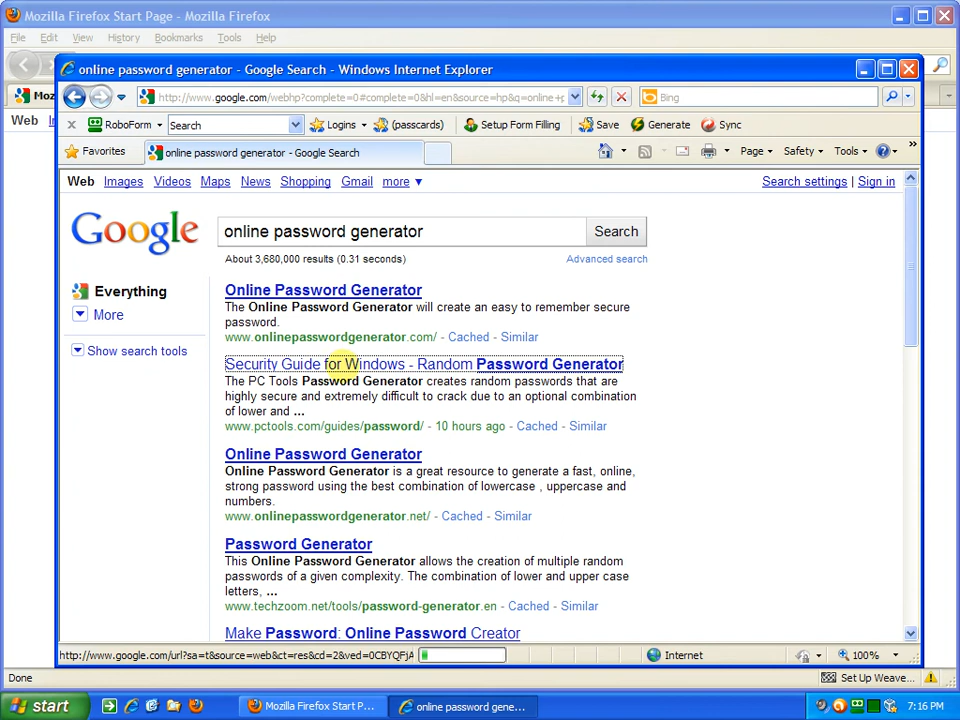 Mozilla Firefox Start Page - Mozilla Firefox
File Edit View History Bookmarks Tools Help
online password generator - Google Search - Windows Internet Explorer
http://www.google.com/webhp?complete=0#complete=0&hl=en&source=hp&q=online+p
Bing
Moz
Web
RoboForm Search Logins (passcards) Setup Form Filling Save Generate Sync
Favorites online password generator - Google Search Page Safety Tools
Web Images Videos Maps News Shopping Gmail more ▼ Search settings | Sign in
Google online password generator Search
About 3,680,000 results (0.31 seconds) Advanced search
Everything
More
Show search tools
Online Password Generator
The Online Password Generator will create an easy to remember secure
password.
www.onlinepasswordgenerator.com/ - Cached - Similar
Security Guide for Windows - Random Password Generator
The PC Tools Password Generator creates random passwords that are
highly secure and extremely difficult to crack due to an optional combination
of lower and ...
www.pctools.com/guides/password/ - 10 hours ago - Cached - Similar
Online Password Generator
Online Password Generator is a great resource to generate a fast, online,
strong password using the best combination of lowercase , uppercase and
numbers.
www.onlinepasswordgenerator.net/ - Cached - Similar
Password Generator
This Online Password Generator allows the creation of multiple random
passwords of a given complexity. The combination of lower and upper case
letters, ...
www.techzoom.net/tools/password-generator.en - Cached - Similar
Make Password: Online Password Creator
http://www.google.com/url?sa=t&source=web&ct=res&cd=2&ved=0CBYQFjA Internet 100%
Done Set Up Weave...
start Mozilla Firefox Start P... online password gene... 7:16 PM